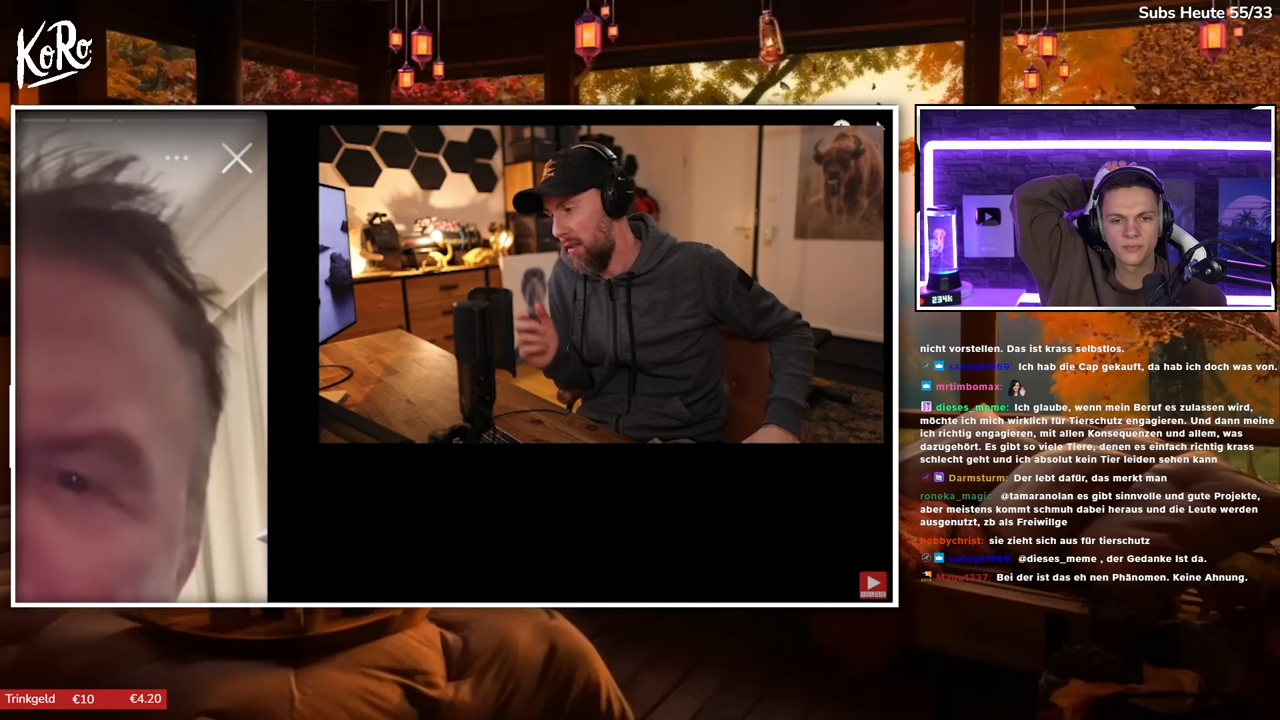 KoRo
Subs Heute 55/33
234k
nicht vorstellen. Das ist krass selbstlos.
Ich hab die Cap gekauft, da hab ich doch was von.
mrtimbomax:
dieses_meme: Ich glaube, wenn mein Beruf es zulassen wird,
möchte ich mich wirklich für Tierschutz engagieren. Und dann meine
ich richtig engagieren, mit allen Konsequenzen und allem, was
dazugehört. Es gibt so viele Tiere, denen es einfach richtig krass
schlecht geht und ich absolut kein Tier leiden sehen kann
Darmsturm: Der lebt dafür, das merkt man
roneka_magic: @tamaranolan es gibt sinnvolle und gute Projekte,
aber meistens kommt schmuh dabei heraus und die Leute werden
ausgenutzt, zb als Freiwillge
hobbychrist: sie zieht sich aus für tierschutz
@dieses_meme , der Gedanke Ist da.
Manu1337: Bei der ist das eh nen Phänomen. Keine Ahnung.
Trinkgeld €10 €4.20